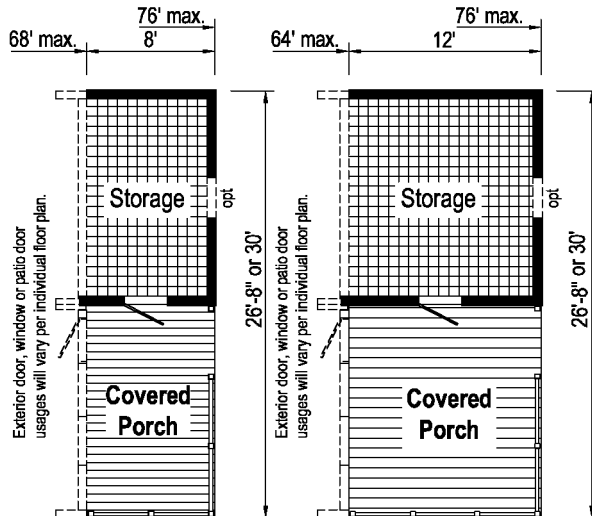 76' max.
68' max.
8'
Storage
opt
26'-8" or 30'
Exterior door, window or patio door
usages will vary per individual floor plan.
Covered
Porch
76' max.
64' max.
12'
Storage
opt
26'-8" or 30'
Exterior door, window or patio door
usages will vary per individual floor plan.
Covered
Porch